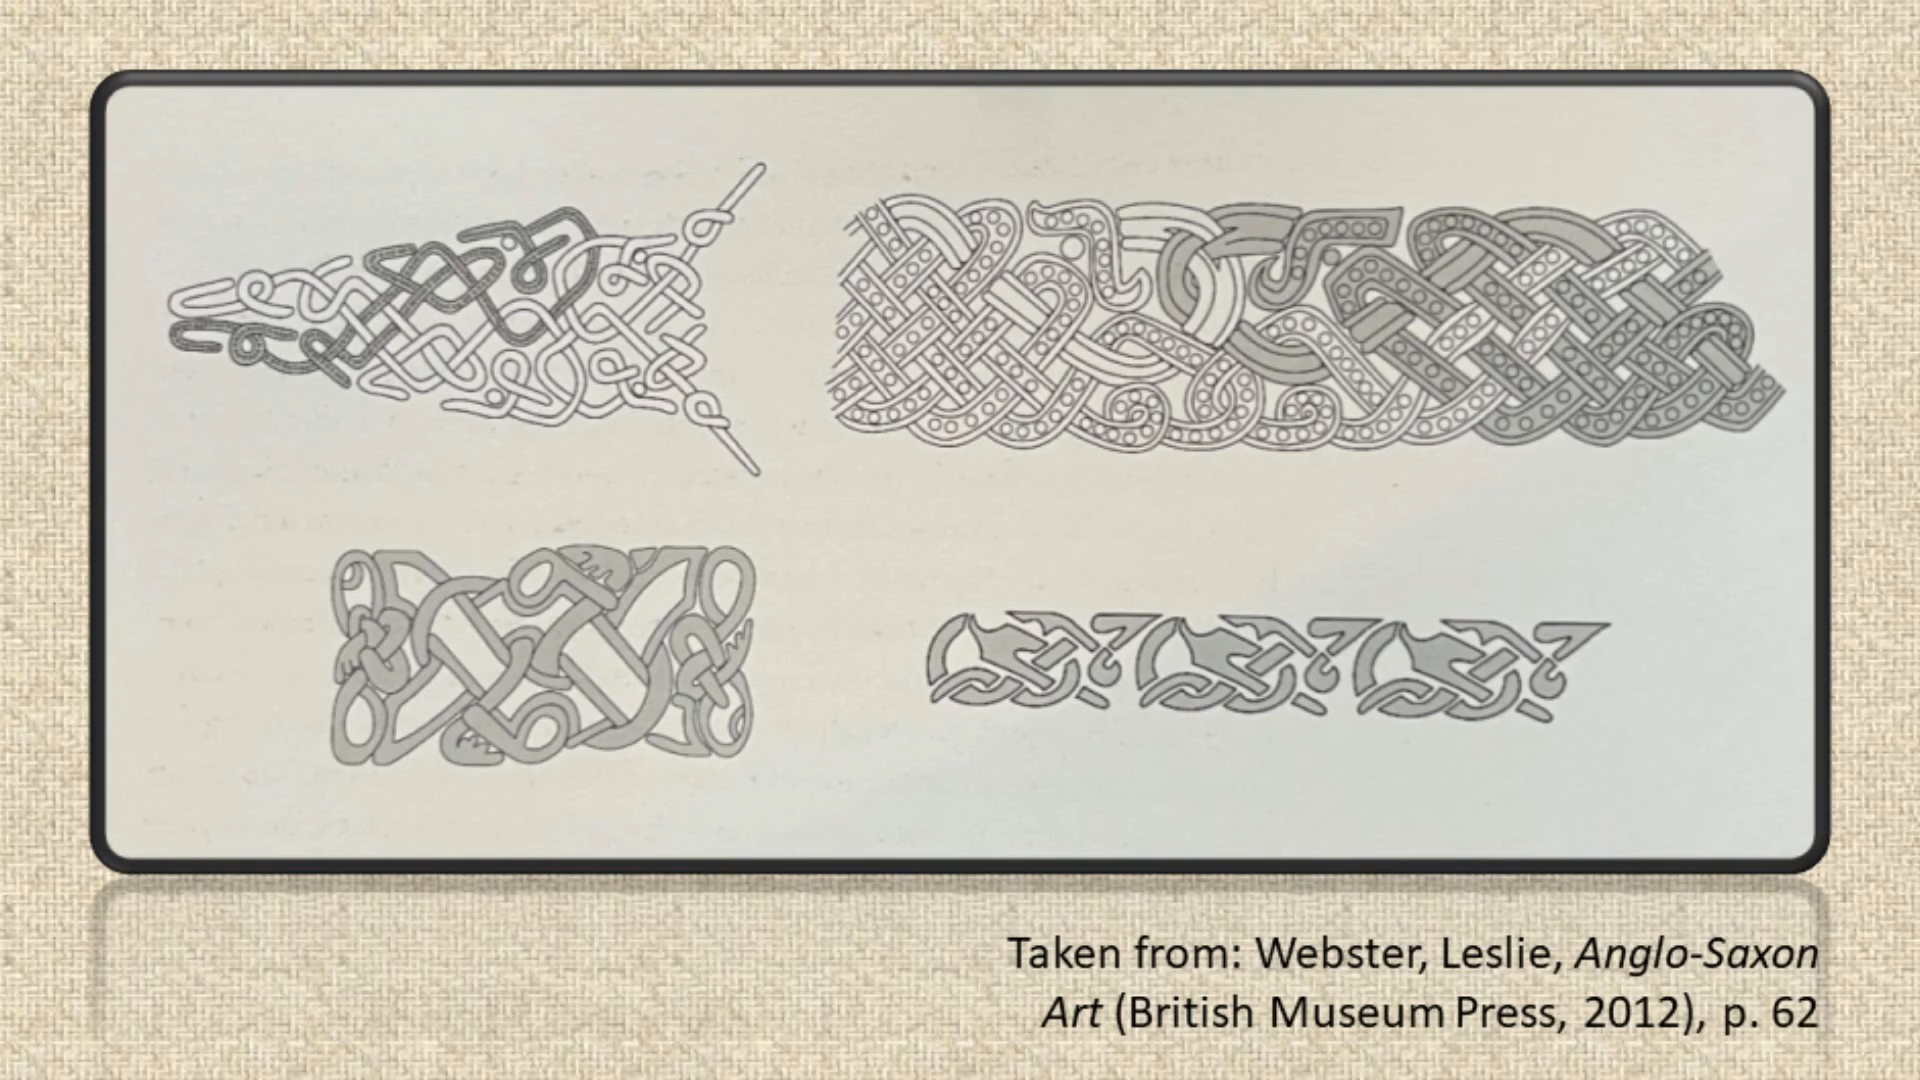 Taken from: Webster, Leslie, Anglo-Saxon
Art (British Museum Press, 2012), p. 62